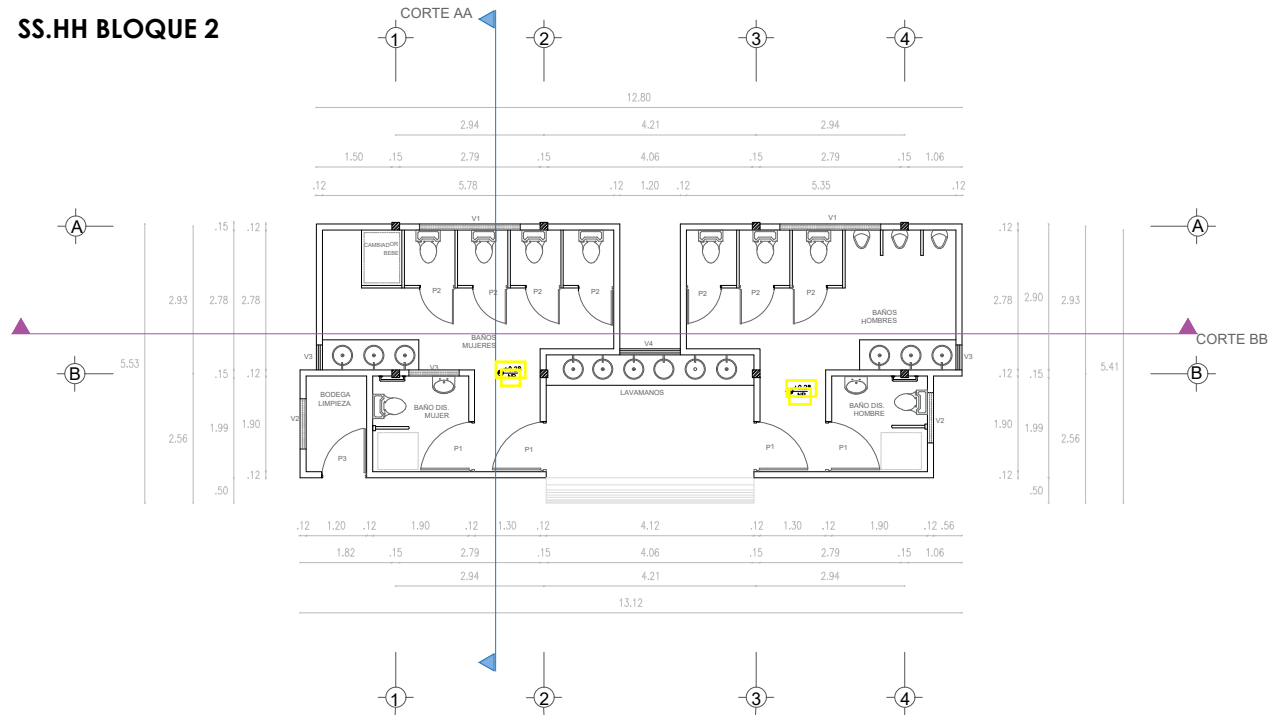 SS.HH BLOQUE 2
CORTE AA
1 2 3 4
12.80
2.94 4.21 2.94
1.50 .15 2.79 .15 4.06 .15 2.79 .15 1.06
.12 5.78 .12 1.20 .12 5.35 .12
A A
V1 V1
.15 .12 .12
CAMBIADOR
BEBE
P2 P2 P2 P2 P2 P2 P2
2.93 2.78 2.78 2.78 2.90 2.93
BAÑOS
HOMBRES
BAÑOS
MUJERES
CORTE BB
V4
V3 V3 V3
5.53 5.41
B B
.15 .12 .12 .15
BODEGA
LIMPIEZA
LAVAMANOS
BAÑO DIS.
MUJER
BAÑO DIS.
HOMBRE
V2 V2
2.56 1.99 1.90 1.90 1.99 2.56
P3 P1 P1 P1 P1
.12 .12
.50 .50
.12 1.20 .12 1.90 .12 1.30 .12 4.12 .12 1.30 .12 1.90 .12 .56
1.82 .15 2.79 .15 4.06 .15 2.79 .15 1.06
2.94 4.21 2.94
13.12
1 2 3 4